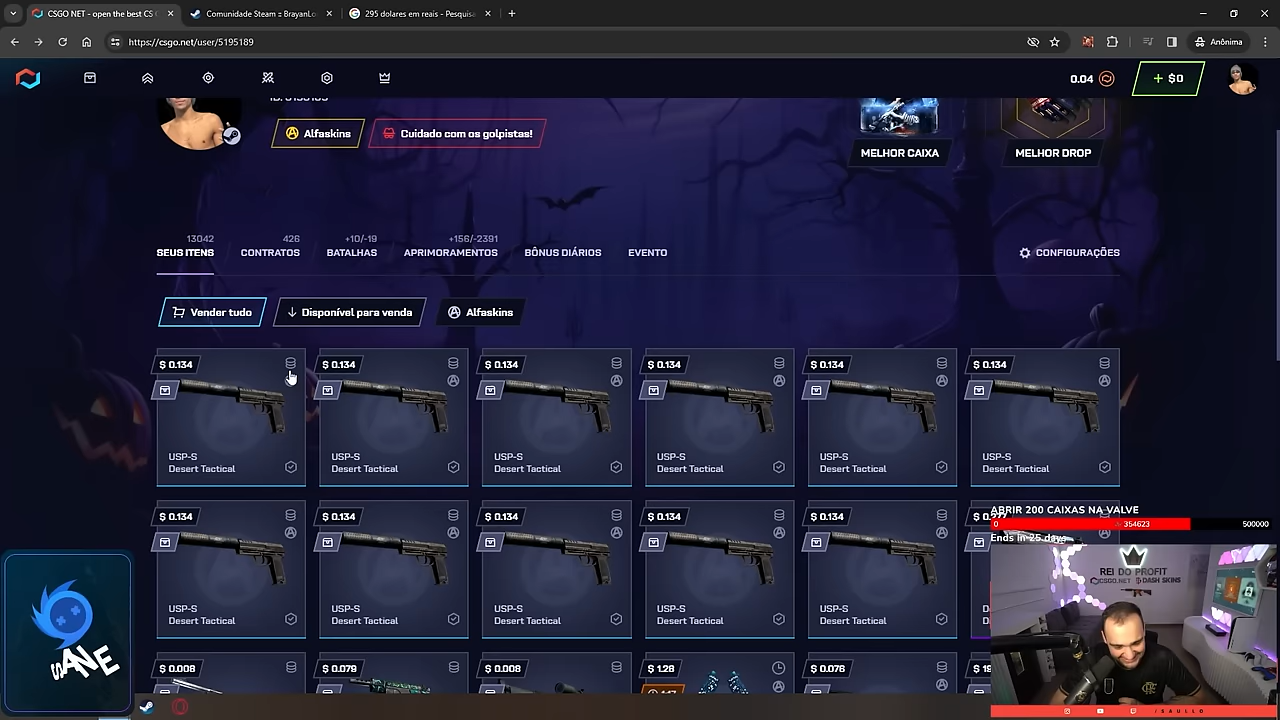 CSGO NET - open the best CS
Comunidade Steam :: BrayanLo
295 dolares em reais - Pesquisa
https://csgo.net/user/5195189
Anônima
0.04
+ $0
Alfaskins
Cuidado com os golpistas!
MELHOR CAIXA
MELHOR DROP
13042
426
+10/-19
+156/-2391
SEUS ITENS
CONTRATOS
BATALHAS
APRIMORAMENTOS
BÔNUS DIÁRIOS
EVENTO
CONFIGURAÇÕES
Vender tudo
Disponível para venda
Alfaskins
$ 0.134
$ 0.134
$ 0.134
$ 0.134
$ 0.134
$ 0.134
USP-S
Desert Tactical
USP-S
Desert Tactical
USP-S
Desert Tactical
USP-S
Desert Tactical
USP-S
Desert Tactical
USP-S
Desert Tactical
$ 0.134
$ 0.134
$ 0.134
$ 0.134
$ 0.134
USP-S
Desert Tactical
USP-S
Desert Tactical
USP-S
Desert Tactical
USP-S
Desert Tactical
USP-S
Desert Tactical
$ 0.008
$ 0.079
$ 0.008
$ 1.26
$ 0.076
ABRIR 200 CAIXAS NA VALVE
0
354623
500000
Ends in 25 days
REI DO PROFIT
CSGO.NET
DASH SKINS
/SAULLO
SANE